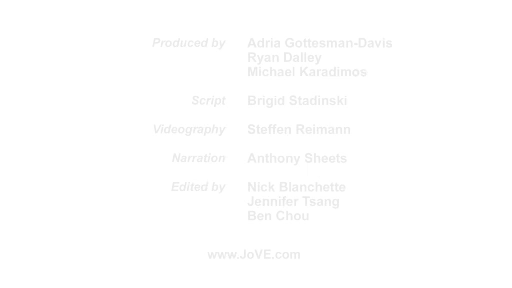 Produced by Adria Gottesman-Davis
Ryan Dalley
Michael Karadimos
Script Brigid Stadinski
Videography Steffen Reimann
Narration Anthony Sheets
Edited by Nick Blanchette
Jennifer Tsang
Ben Chou
www.JoVE.com